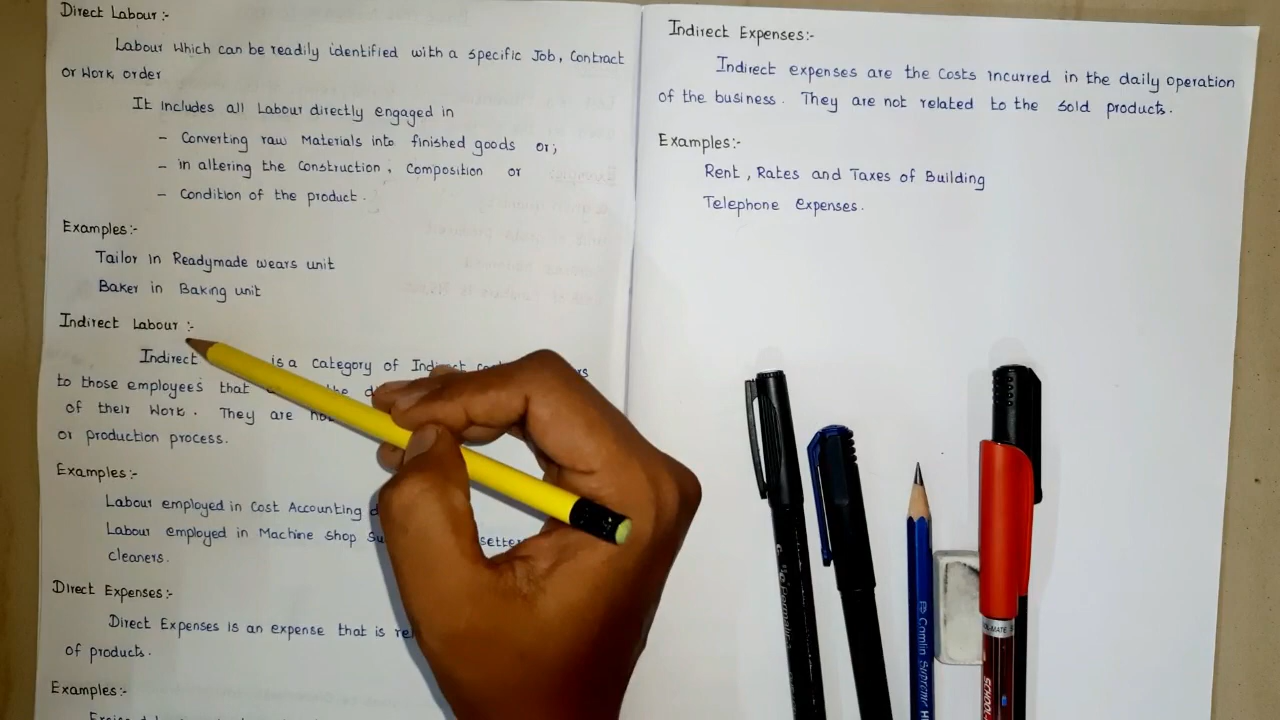 Direct Labour :-
Labour which can be readily identified with a specific Job, Contract
or Work order
It includes all Labour directly engaged in
- Converting raw Materials into finished goods or;
- in altering the Construction, Composition or
- Condition of the product.
Examples:-
Tailor in Readymade wears unit
Baker in Baking unit
Indirect Labour :-
Indirect is a category of
to those employees that the
of their Work. They are
or production process.
Examples:-
Labour employed in Cost Accounting
Labour employed in Machine Shop setter
cleaners.
Direct Expenses:-
Direct Expenses is an expense that is
of products.
Examples:-
Indirect Expenses:-
Indirect expenses are the Costs incurred in the daily operation
of the business. They are not related to the sold products.
Examples:-
Rent, Rates and Taxes of Building
Telephone Expenses.
Camlin Supreme
SCHOOL